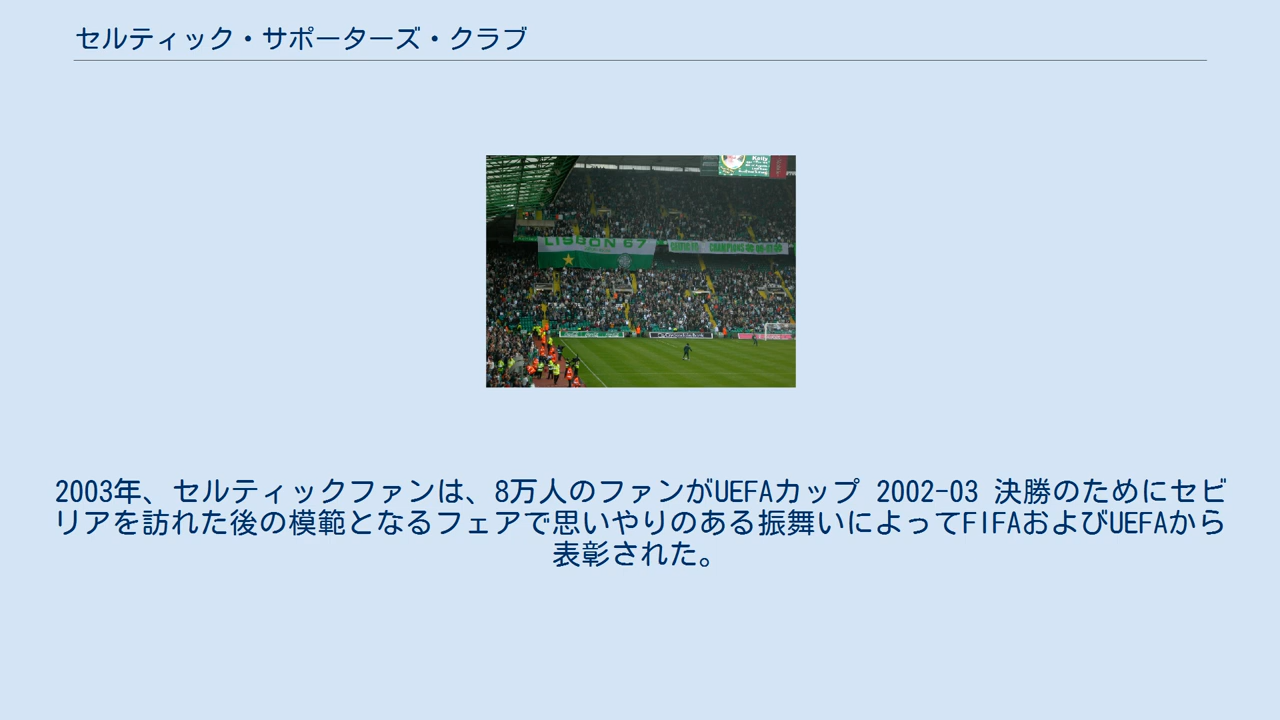 セルティック・サポーターズ・クラブ
LISBON 67
2003年、セルティックファンは、8万人のファンがUEFAカップ 2002-03 決勝のためにセビ
リアを訪れた後の模範となるフェアで思いやりのある振舞いによってFIFAおよびUEFAから
表彰された。